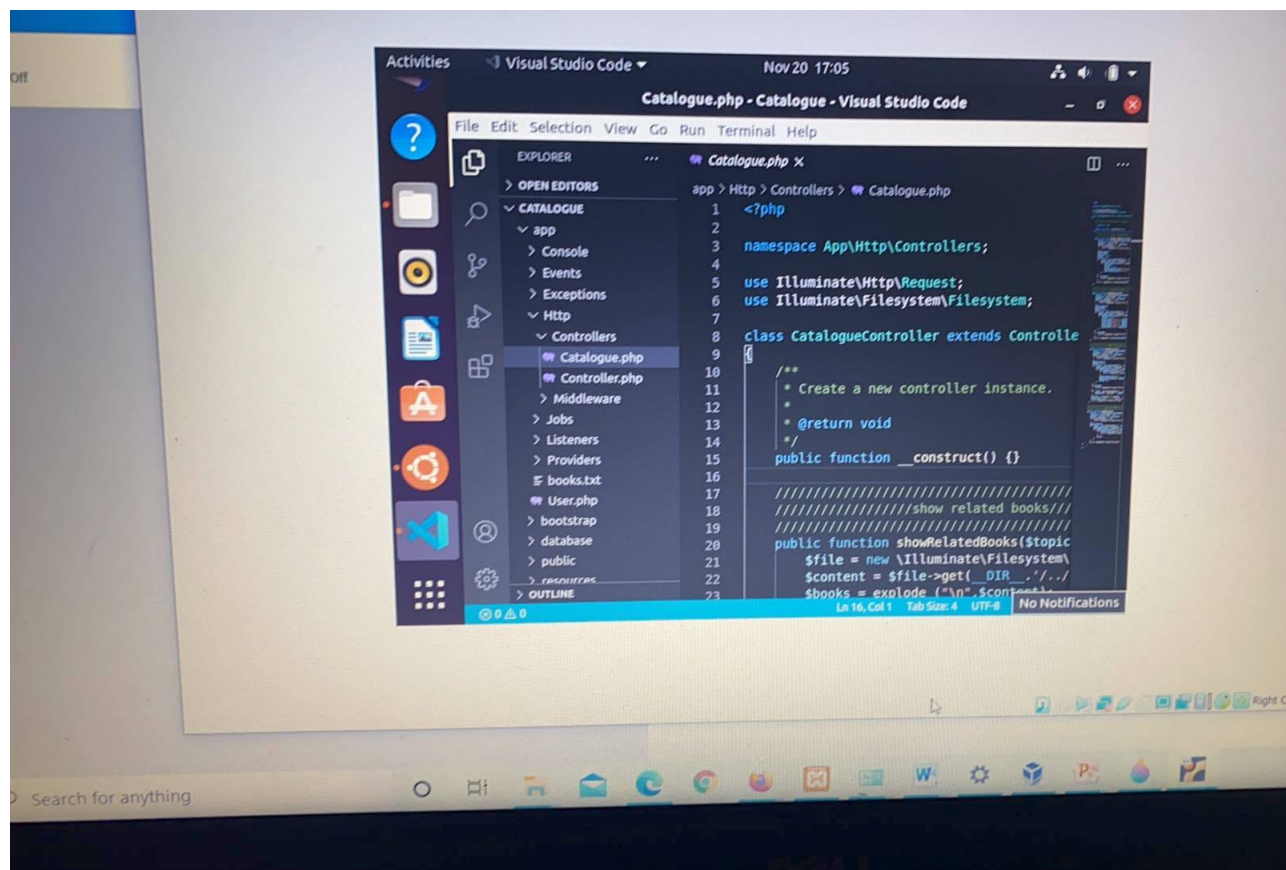 Off
Activities Visual Studio Code Nov 20 17:05
Catalogue.php - Catalogue - Visual Studio Code
File Edit Selection View Go Run Terminal Help
EXPLORER
OPEN EDITORS
CATALOGUE
app
Console
Events
Exceptions
Http
Controllers
Catalogue.php
Controller.php
Middleware
Jobs
Listeners
Providers
books.txt
User.php
bootstrap
database
public
resources
OUTLINE
Catalogue.php ×
app > Http > Controllers > Catalogue.php
1 <?php
2
3 namespace App\Http\Controllers;
4
5 use Illuminate\Http\Request;
6 use Illuminate\Filesystem\Filesystem;
7
8 class CatalogueController extends Controlle
9 {
10 /**
11 * Create a new controller instance.
12 *
13 * @return void
14 */
15 public function __construct() {}
16
17 ///////////////////////////////////////
18 //////////////////show related books///
19 ///////////////////////////////////////
20 public function showRelatedBooks($topic
21 $file = new \Illuminate\Filesystem\
22 $content = $file->get(__DIR__.'/../
23 $books = explode ("\n",$content);
0 0 Ln 16, Col 1 Tab Size: 4 UTF-8 No Notifications
Right C
Search for anything